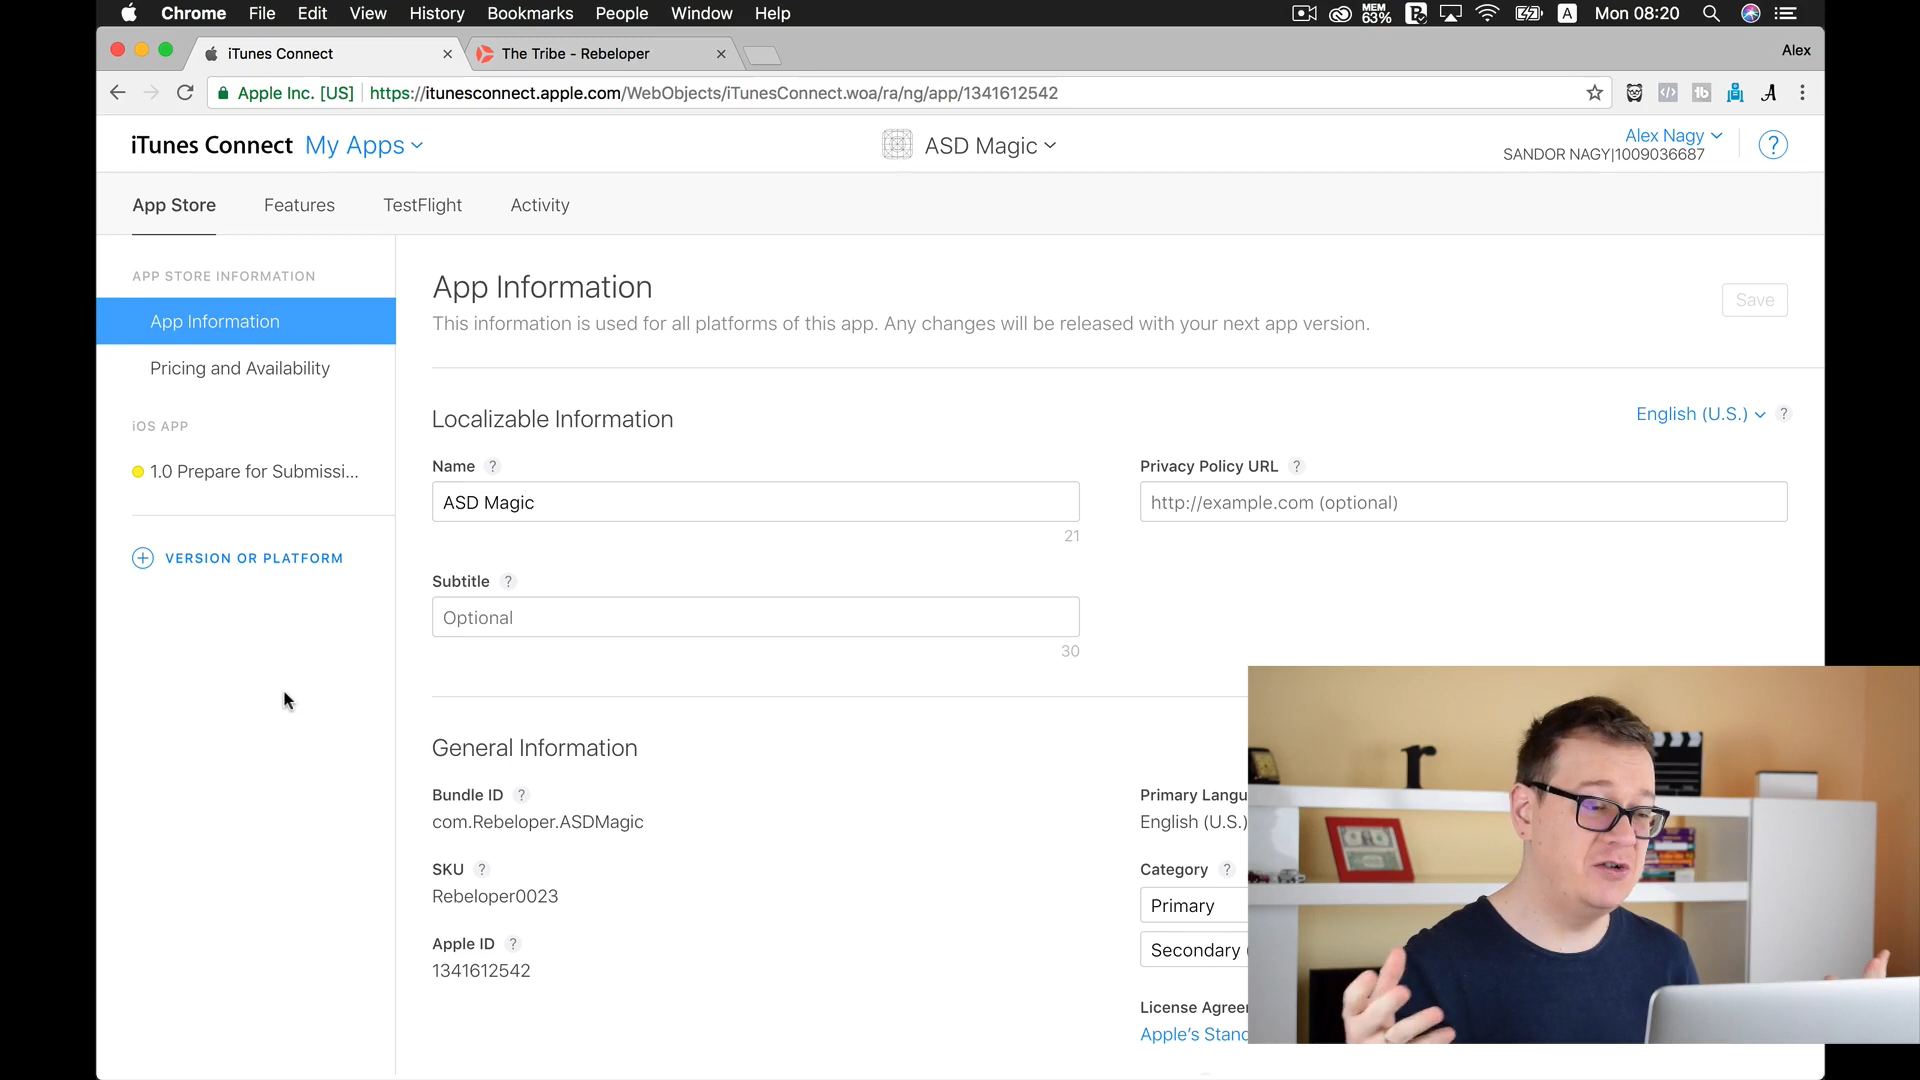 Chrome File Edit View History Bookmarks People Window Help MEM 63% A Mon 08:20
iTunes Connect The Tribe - Rebeloper Alex
Apple Inc. [US] https://itunesconnect.apple.com/WebObjects/iTunesConnect.woa/ra/ng/app/1341612542
iTunes Connect My Apps ASD Magic Alex Nagy ?
SANDOR NAGY|1009036687
App Store Features TestFlight Activity
APP STORE INFORMATION
App Information
Pricing and Availability
iOS APP
1.0 Prepare for Submissi...
VERSION OR PLATFORM
App Information
Save
This information is used for all platforms of this app. Any changes will be released with your next app version.
Localizable Information
English (U.S.) ?
Name ?
ASD Magic
21
Subtitle ?
Optional
30
Privacy Policy URL ?
http://example.com (optional)
General Information
Bundle ID ?
com.Rebeloper.ASDMagic
SKU ?
Rebeloper0023
Apple ID ?
1341612542
Primary Langu
English (U.S.)
Category ?
Primary
Secondary (
License Agree
Apple's Stand